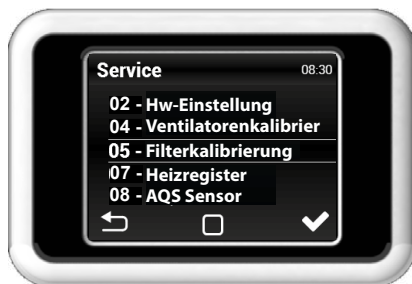 Service 08:30
02 - Hw-Einstellung
04 - Ventilatorenkalibrier
05 - Filterkalibrierung
07 - Heizregister
08 - AQS Sensor